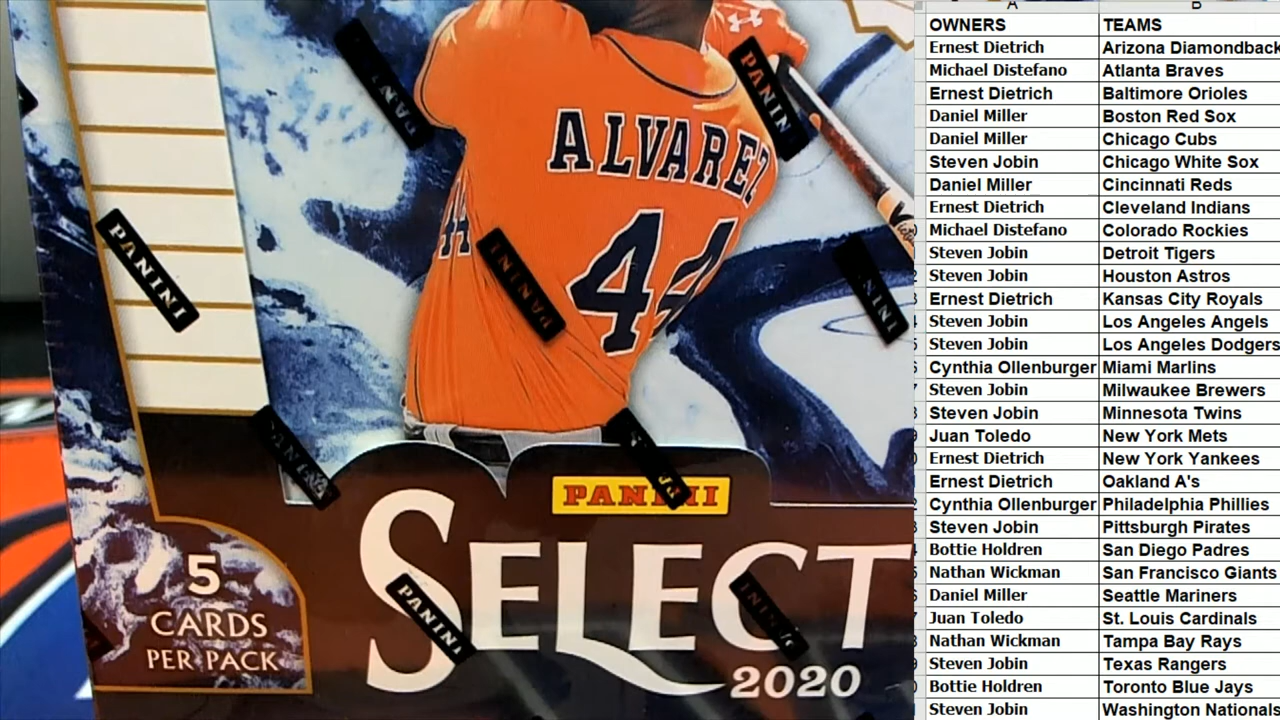 ALVAREZ
44
44
PANINI
PANINI
PANINI
PANINI
PANINI
SELECT
2020
5
CARDS
PER PACK
A B
OWNERS TEAMS
Ernest Dietrich Arizona Diamondback
Michael Distefano Atlanta Braves
Ernest Dietrich Baltimore Orioles
Daniel Miller Boston Red Sox
Daniel Miller Chicago Cubs
Steven Jobin Chicago White Sox
Daniel Miller Cincinnati Reds
Ernest Dietrich Cleveland Indians
Michael Distefano Colorado Rockies
Steven Jobin Detroit Tigers
Steven Jobin Houston Astros
Ernest Dietrich Kansas City Royals
Steven Jobin Los Angeles Angels
Steven Jobin Los Angeles Dodgers
Cynthia Ollenburger Miami Marlins
Steven Jobin Milwaukee Brewers
Steven Jobin Minnesota Twins
Juan Toledo New York Mets
Ernest Dietrich New York Yankees
Ernest Dietrich Oakland A's
Cynthia Ollenburger Philadelphia Phillies
Steven Jobin Pittsburgh Pirates
Bottie Holdren San Diego Padres
Nathan Wickman San Francisco Giants
Daniel Miller Seattle Mariners
Juan Toledo St. Louis Cardinals
Nathan Wickman Tampa Bay Rays
Steven Jobin Texas Rangers
Bottie Holdren Toronto Blue Jays
Steven Jobin Washington Nationals